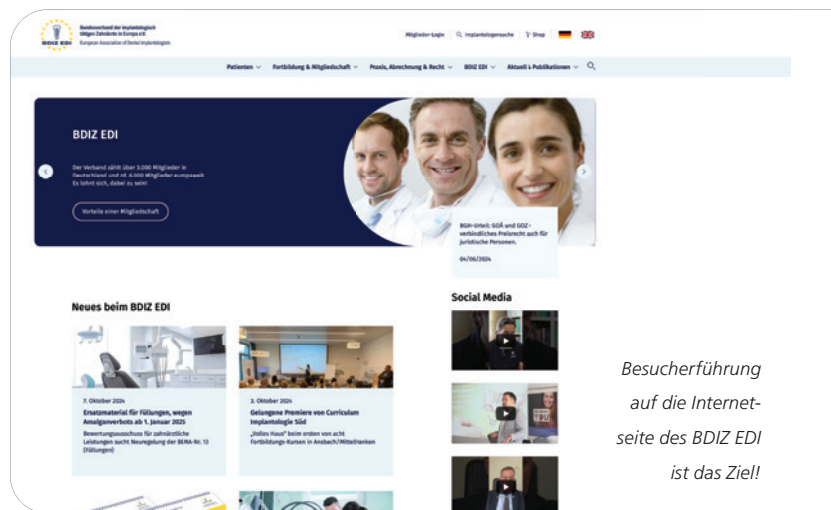 Bundesverband der implantologisch
tätigen Zahnärzte in Europa e.V.
European Association of Dental Implantologists
BDIZ EDI
Mitglieder-Login
Implantologensuche
Shop
Patienten
Fortbildung & Mitgliedschaft
Praxis, Abrechnung & Recht
BDIZ EDI
Aktuell & Publikationen
BDIZ EDI
Der Verband zählt über 3.000 Mitglieder in
Deutschland und rd. 6.000 Mitglieder europaweit.
Es lohnt sich, dabei zu sein!
Vorteile einer Mitgliedschaft
BGH-Urteil: GOÄ und GOZ -
verbindliches Preisrecht auch für
juristische Personen.
04/06/2024
Neues beim BDIZ EDI
7. Oktober 2024
Ersatzmaterial für Füllungen, wegen
Amalgamverbots ab 1. Januar 2025
Bewertungsausschuss für zahnärztliche
Leistungen sucht Neuregelung der BEMA-Nr. 13
(Füllungen)
3. Oktober 2024
Gelungene Premiere von Curriculum
Implantologie Süd
„Volles Haus" beim ersten von acht
Fortbildungs-Kursen in Ansbach/Mittelfranken
Social Media
Besucherführung
auf die Internet-
seite des BDIZ EDI
ist das Ziel!